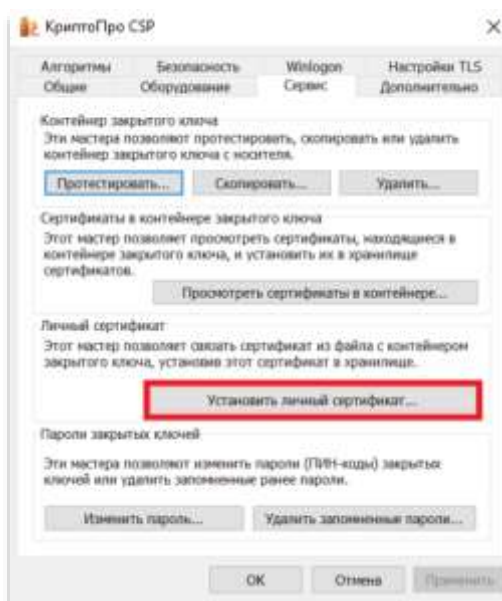 КриптоПро CSP
Алгоритмы Безопасность Winlogon Настройки TLS
Общие Оборудование Сервис Дополнительно
Контейнер закрытого ключа
Эти мастера позволяют протестировать, скопировать или удалить
контейнер закрытого ключа с носителя.
Протестировать... Скопировать... Удалить...
Сертификаты в контейнере закрытого ключа
Этот мастер позволяет просмотреть сертификаты, находящиеся в
контейнере закрытого ключа, и установить их в хранилище
сертификатов.
Просмотреть сертификаты в контейнере...
Личный сертификат
Этот мастер позволяет связать сертификат из файла с контейнером
закрытого ключа, установив этот сертификат в хранилище.
Установить личный сертификат...
Пароли закрытых ключей
Эти мастера позволяют изменить пароли (ПИН-коды) закрытых
ключей или удалить запомненные ранее пароли.
Изменить пароль... Удалить запомненные пароли...
ОК Отмена Применить